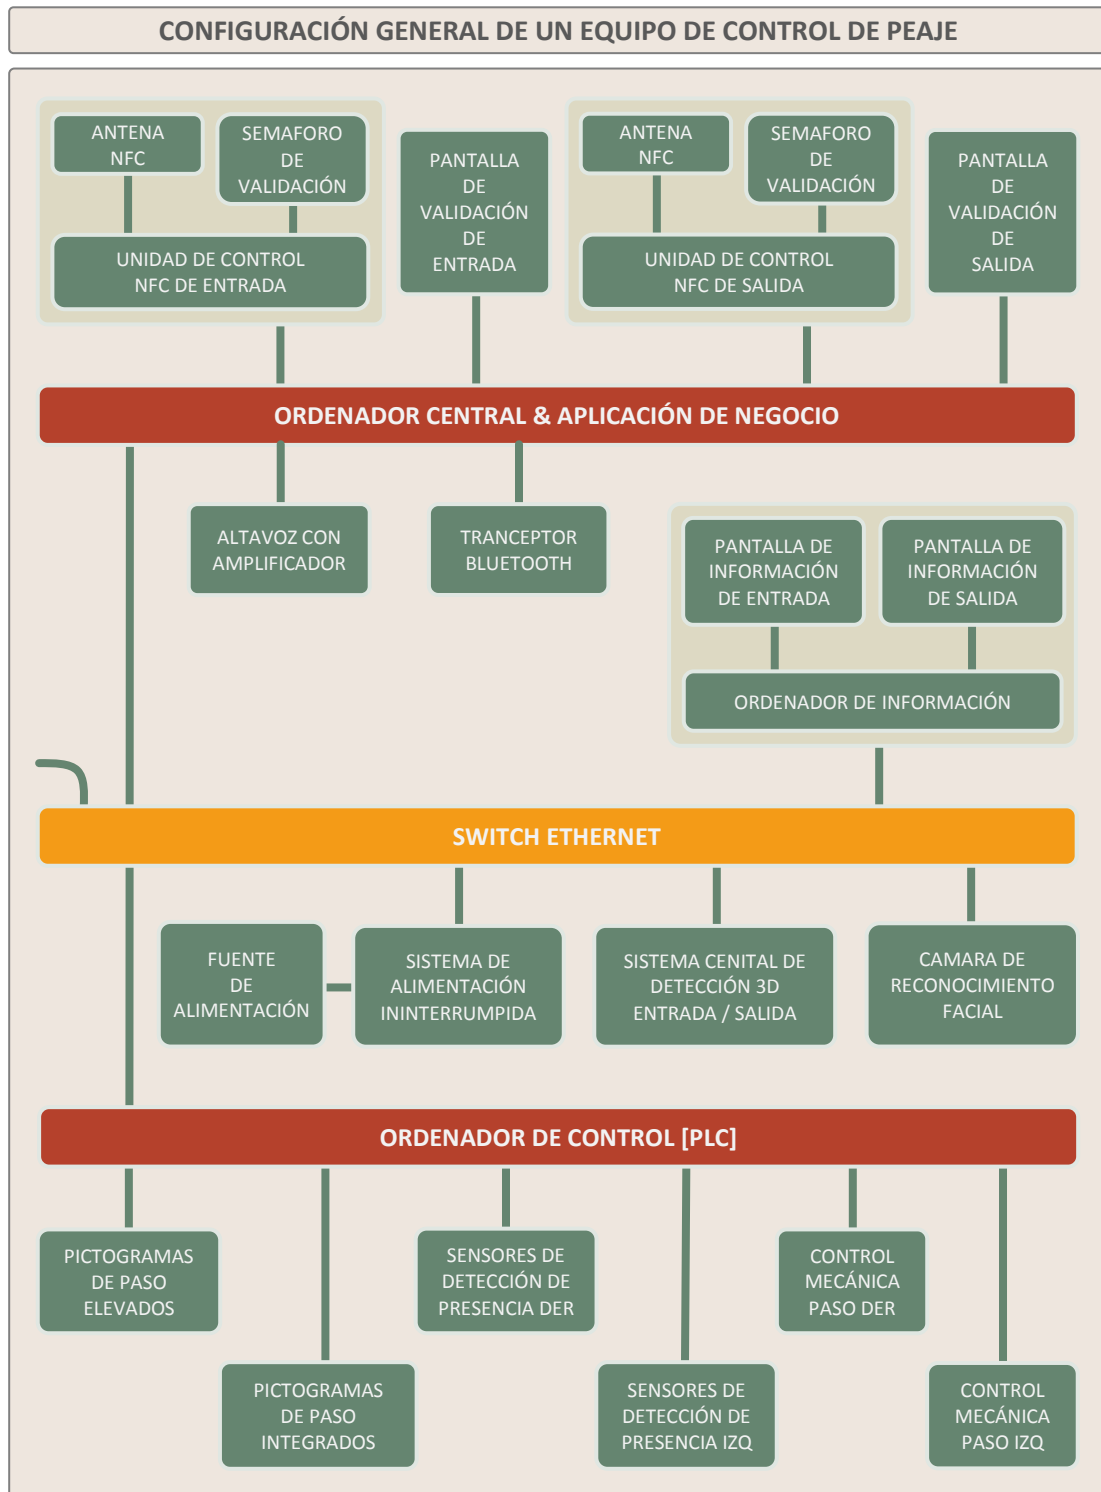 CONFIGURACIÓN GENERAL DE UN EQUIPO DE CONTROL DE PEAJE
ANTENA
NFC
SEMAFORO
DE
VALIDACIÓN
UNIDAD DE CONTROL
NFC DE ENTRADA
PANTALLA
DE
VALIDACIÓN
DE
ENTRADA
ANTENA
NFC
SEMAFORO
DE
VALIDACIÓN
UNIDAD DE CONTROL
NFC DE SALIDA
PANTALLA
DE
VALIDACIÓN
DE
SALIDA
ORDENADOR CENTRAL & APLICACIÓN DE NEGOCIO
ALTAVOZ CON
AMPLIFICADOR
TRANCEPTOR
BLUETOOTH
PANTALLA DE
INFORMACIÓN
DE ENTRADA
PANTALLA DE
INFORMACIÓN
DE SALIDA
ORDENADOR DE INFORMACIÓN
SWITCH ETHERNET
FUENTE
DE
ALIMENTACIÓN
SISTEMA DE
ALIMENTACIÓN
ININTERRUMPIDA
SISTEMA CENITAL DE
DETECCIÓN 3D
ENTRADA / SALIDA
CAMARA DE
RECONOCIMIENTO
FACIAL
ORDENADOR DE CONTROL [PLC]
PICTOGRAMAS
DE PASO
ELEVADOS
SENSORES DE
DETECCIÓN DE
PRESENCIA DER
CONTROL
MECÁNICA
PASO DER
PICTOGRAMAS
DE PASO
INTEGRADOS
SENSORES DE
DETECCIÓN DE
PRESENCIA IZQ
CONTROL
MECÁNICA
PASO IZQ